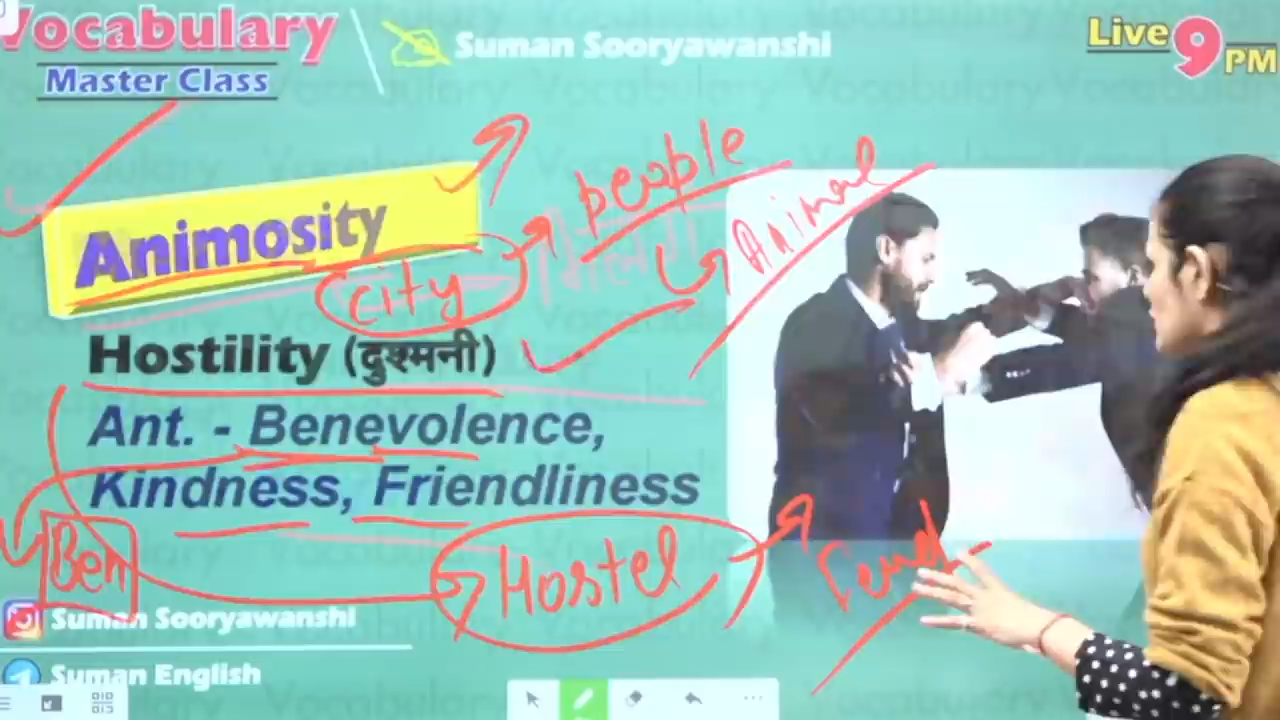 Vocabulary
Master Class
Suman Sooryawanshi
Live 9 PM
Animosity
city
people
Animal
Hostility (दुश्मनी)
Ant. - Benevolence,
Kindness, Friendliness
Ben
Hostel
Suman Sooryawanshi
Suman English